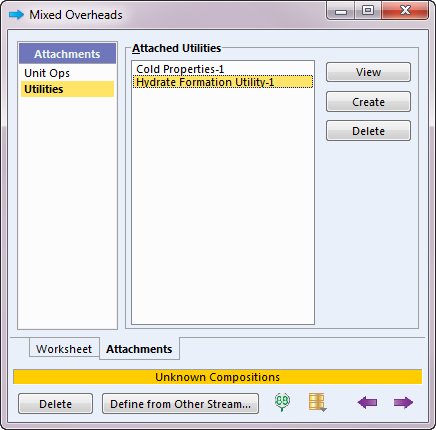 Mixed Overheads
Attachments
Unit Ops
Utilities
Attached Utilities
Cold Properties-1
Hydrate Formation Utility-1
View
Create
Delete
Worksheet
Attachments
Unknown Compositions
Delete
Define from Other Stream...